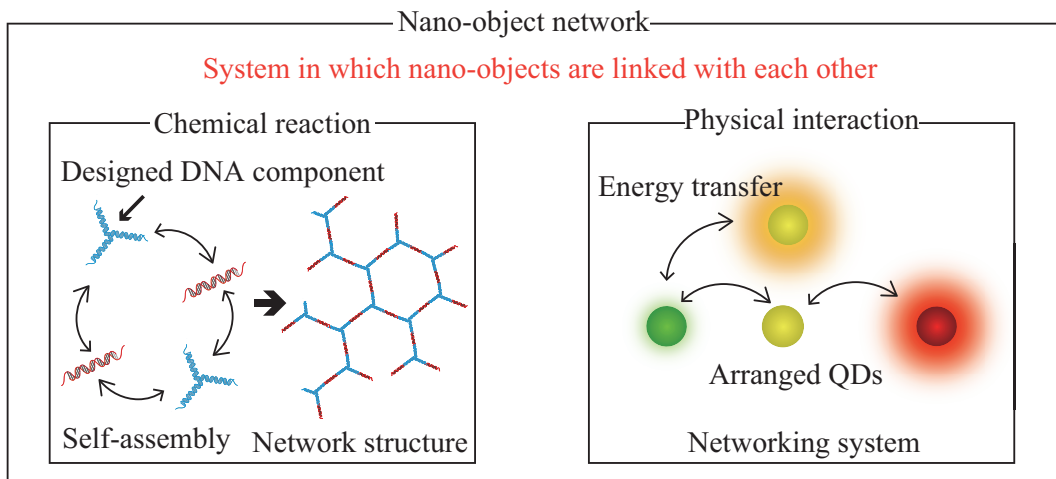 Nano-object network
System in which nano-objects are linked with each other
Chemical reaction
Designed DNA component
Self-assembly
Network structure
Physical interaction
Energy transfer
Arranged QDs
Networking system